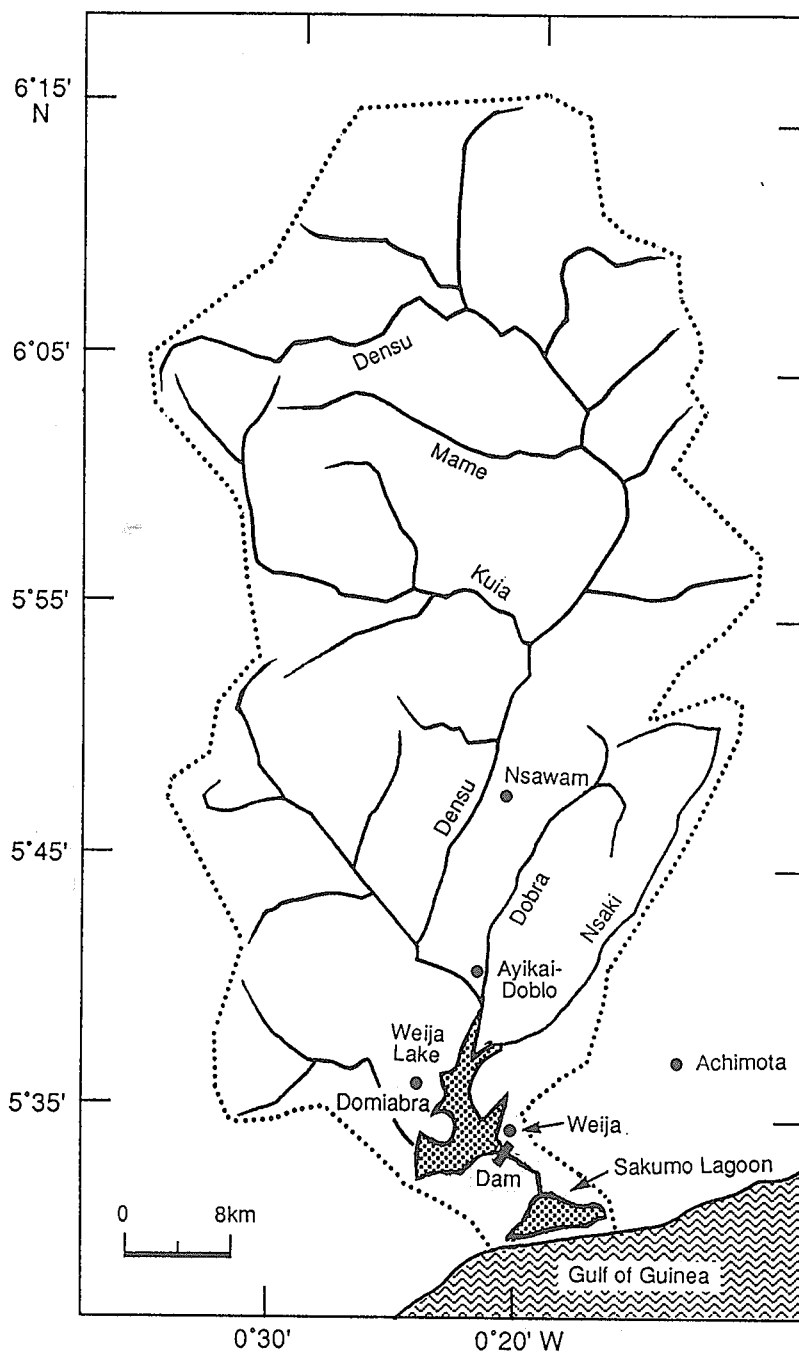 6°15'
N
6°05'
Densu
Mame
Kuia
5°55'
Nsawam
Densu
5°45'
Dobra
Nsaki
Ayikai-
Doblo
Weija
Lake
Achimota
5°35'
Domiabra
Weija
Sakumo Lagoon
Dam
0
8km
Gulf of Guinea
0°30'
0°20' W